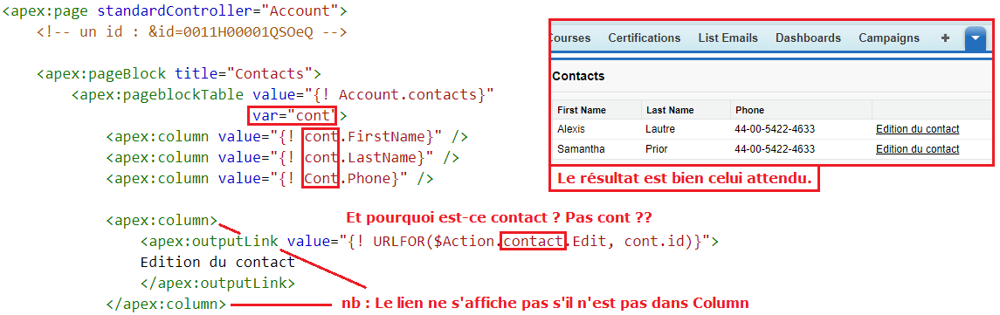 <apex:page standardController="Account">
<!-- un id : &id=0011H00001QSOeQ -->
<apex:pageBlock title="Contacts">
<apex:pageblockTable value="{! Account.contacts}"
var="cont">
<apex:column value="{! cont.FirstName}" />
<apex:column value="{! cont.LastName}" />
<apex:column value="{! Cont.Phone}" />
Courses Certifications List Emails Dashboards Campaigns +
Contacts
First Name Last Name Phone
Alexis Lautre 44-00-5422-4633 Edition du contact
Samantha Prior 44-00-5422-4633 Edition du contact
Le résultat est bien celui attendu.
Et pourquoi est-ce contact ? Pas cont ??
<apex:column>
<apex:outputLink value="{! URLFOR($Action.contact.Edit, cont.id)}">
Edition du contact
</apex:outputLink>
</apex:column>
nb : Le lien ne s'affiche pas s'il n'est pas dans Column